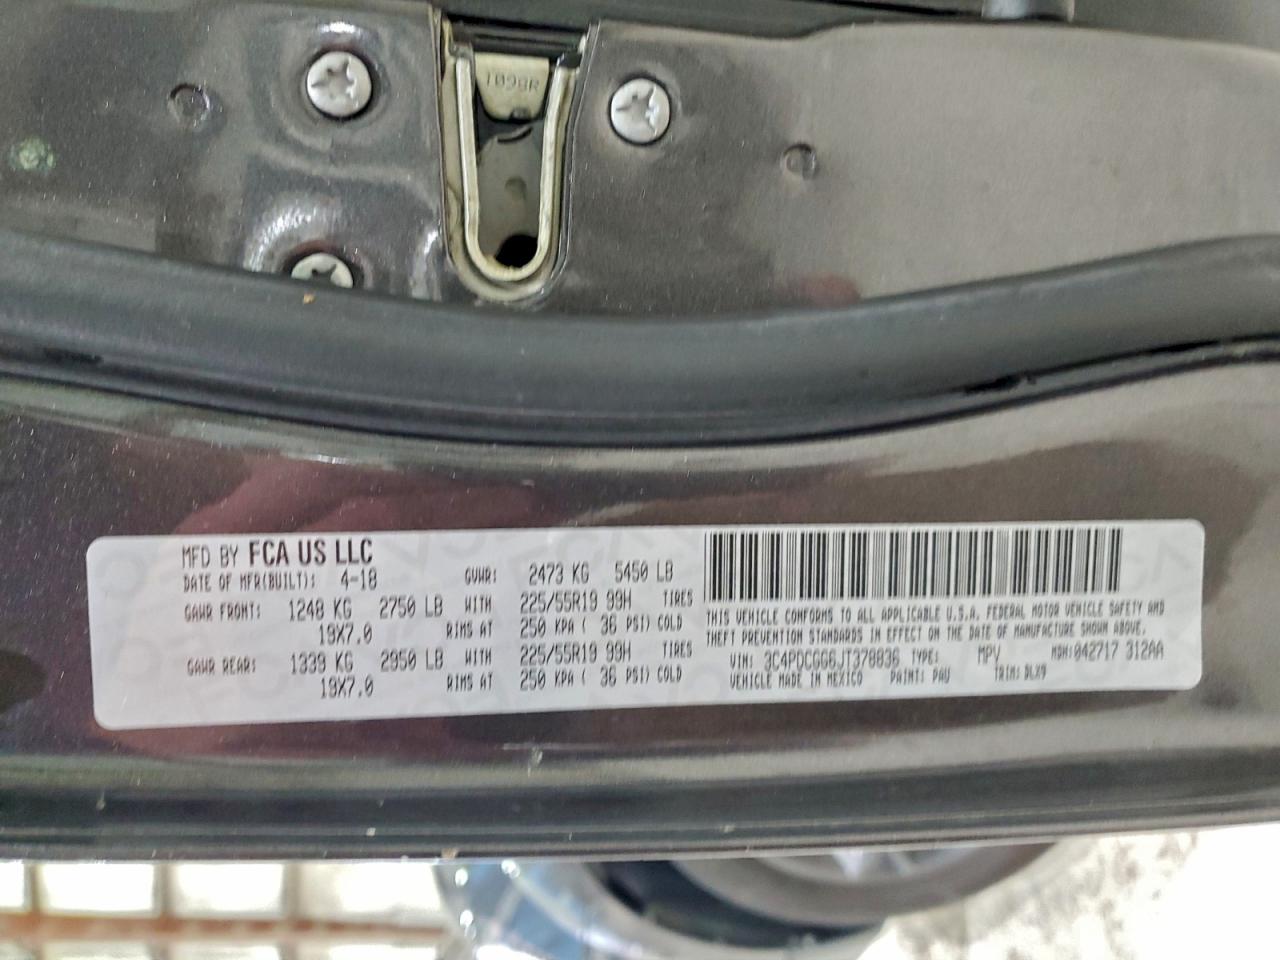 1098R
MFD BY FCA US LLC
DATE OF MFR(BUILT): 4-18 GVWR: 2473 KG 5450 LB
GAWR FRONT: 1248 KG 2750 LB WITH 225/55R19 99H TIRES
19X7.0 RIMS AT 250 KPA ( 36 PSI) COLD
GAWR REAR: 1339 KG 2950 LB WITH 225/55R19 99H TIRES
19X7.0 RIMS AT 250 KPA ( 36 PSI) COLD
THIS VEHICLE CONFORMS TO ALL APPLICABLE U.S.A. FEDERAL MOTOR VEHICLE SAFETY AND
THEFT PREVENTION STANDARDS IN EFFECT ON THE DATE OF MANUFACTURE SHOWN ABOVE.
VIN: 3C4PDCGG6JT378836 TYPE: MPV MDH: 042717 312AA
VEHICLE MADE IN MEXICO PAINT: PAU TRIM: DLX9